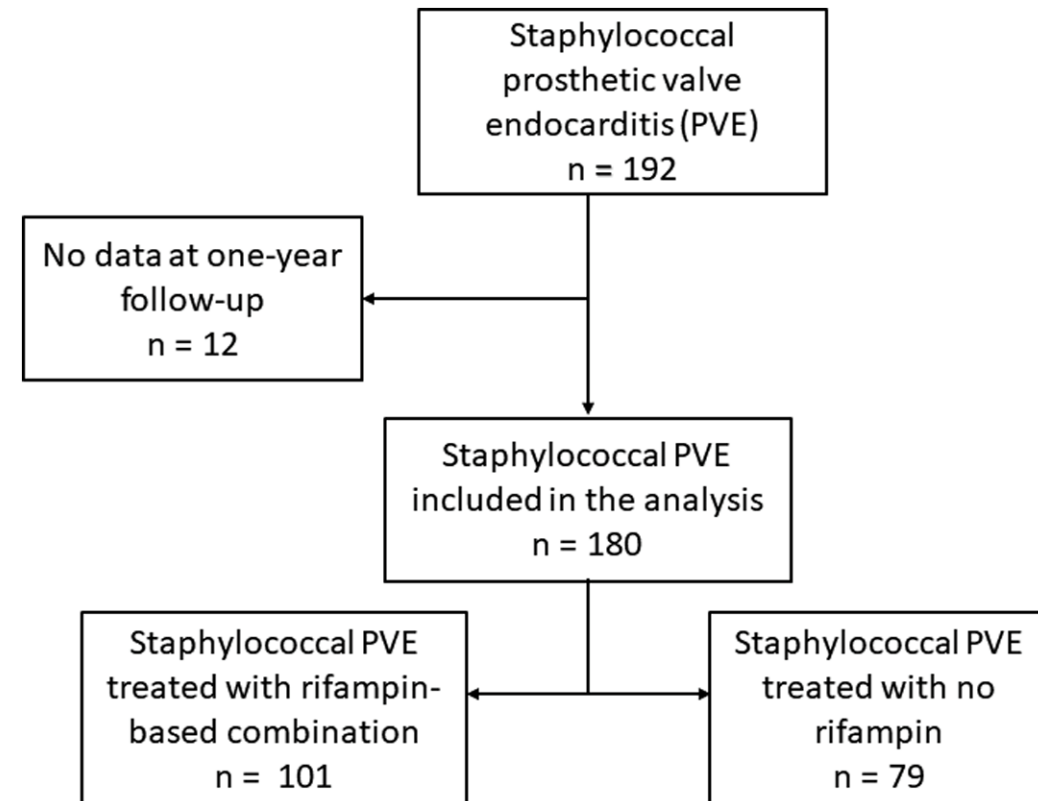 Staphylococcal
prosthetic valve
endocarditis (PVE)
n = 192
No data at one-year
follow-up
n = 12
Staphylococcal PVE
included in the analysis
n = 180
Staphylococcal PVE
treated with rifampin-
based combination
n = 101
Staphylococcal PVE
treated with no
rifampin
n = 79